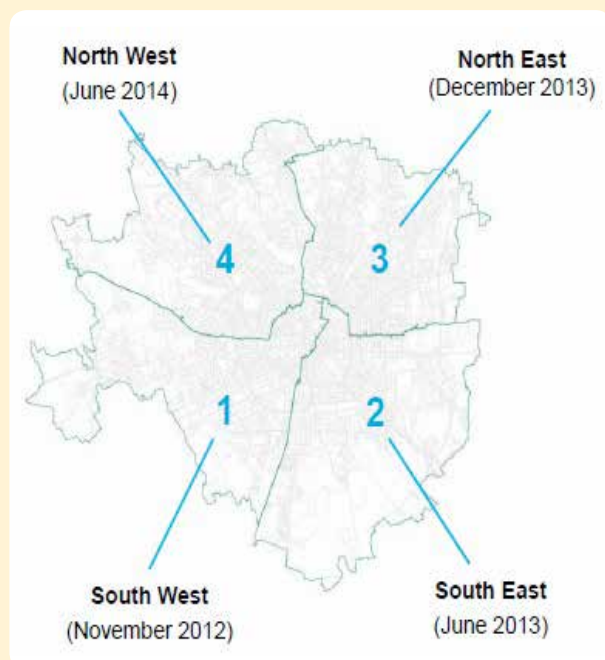 North West
(June 2014)
North East
(December 2013)
4
3
1
2
South West
(November 2012)
South East
(June 2013)